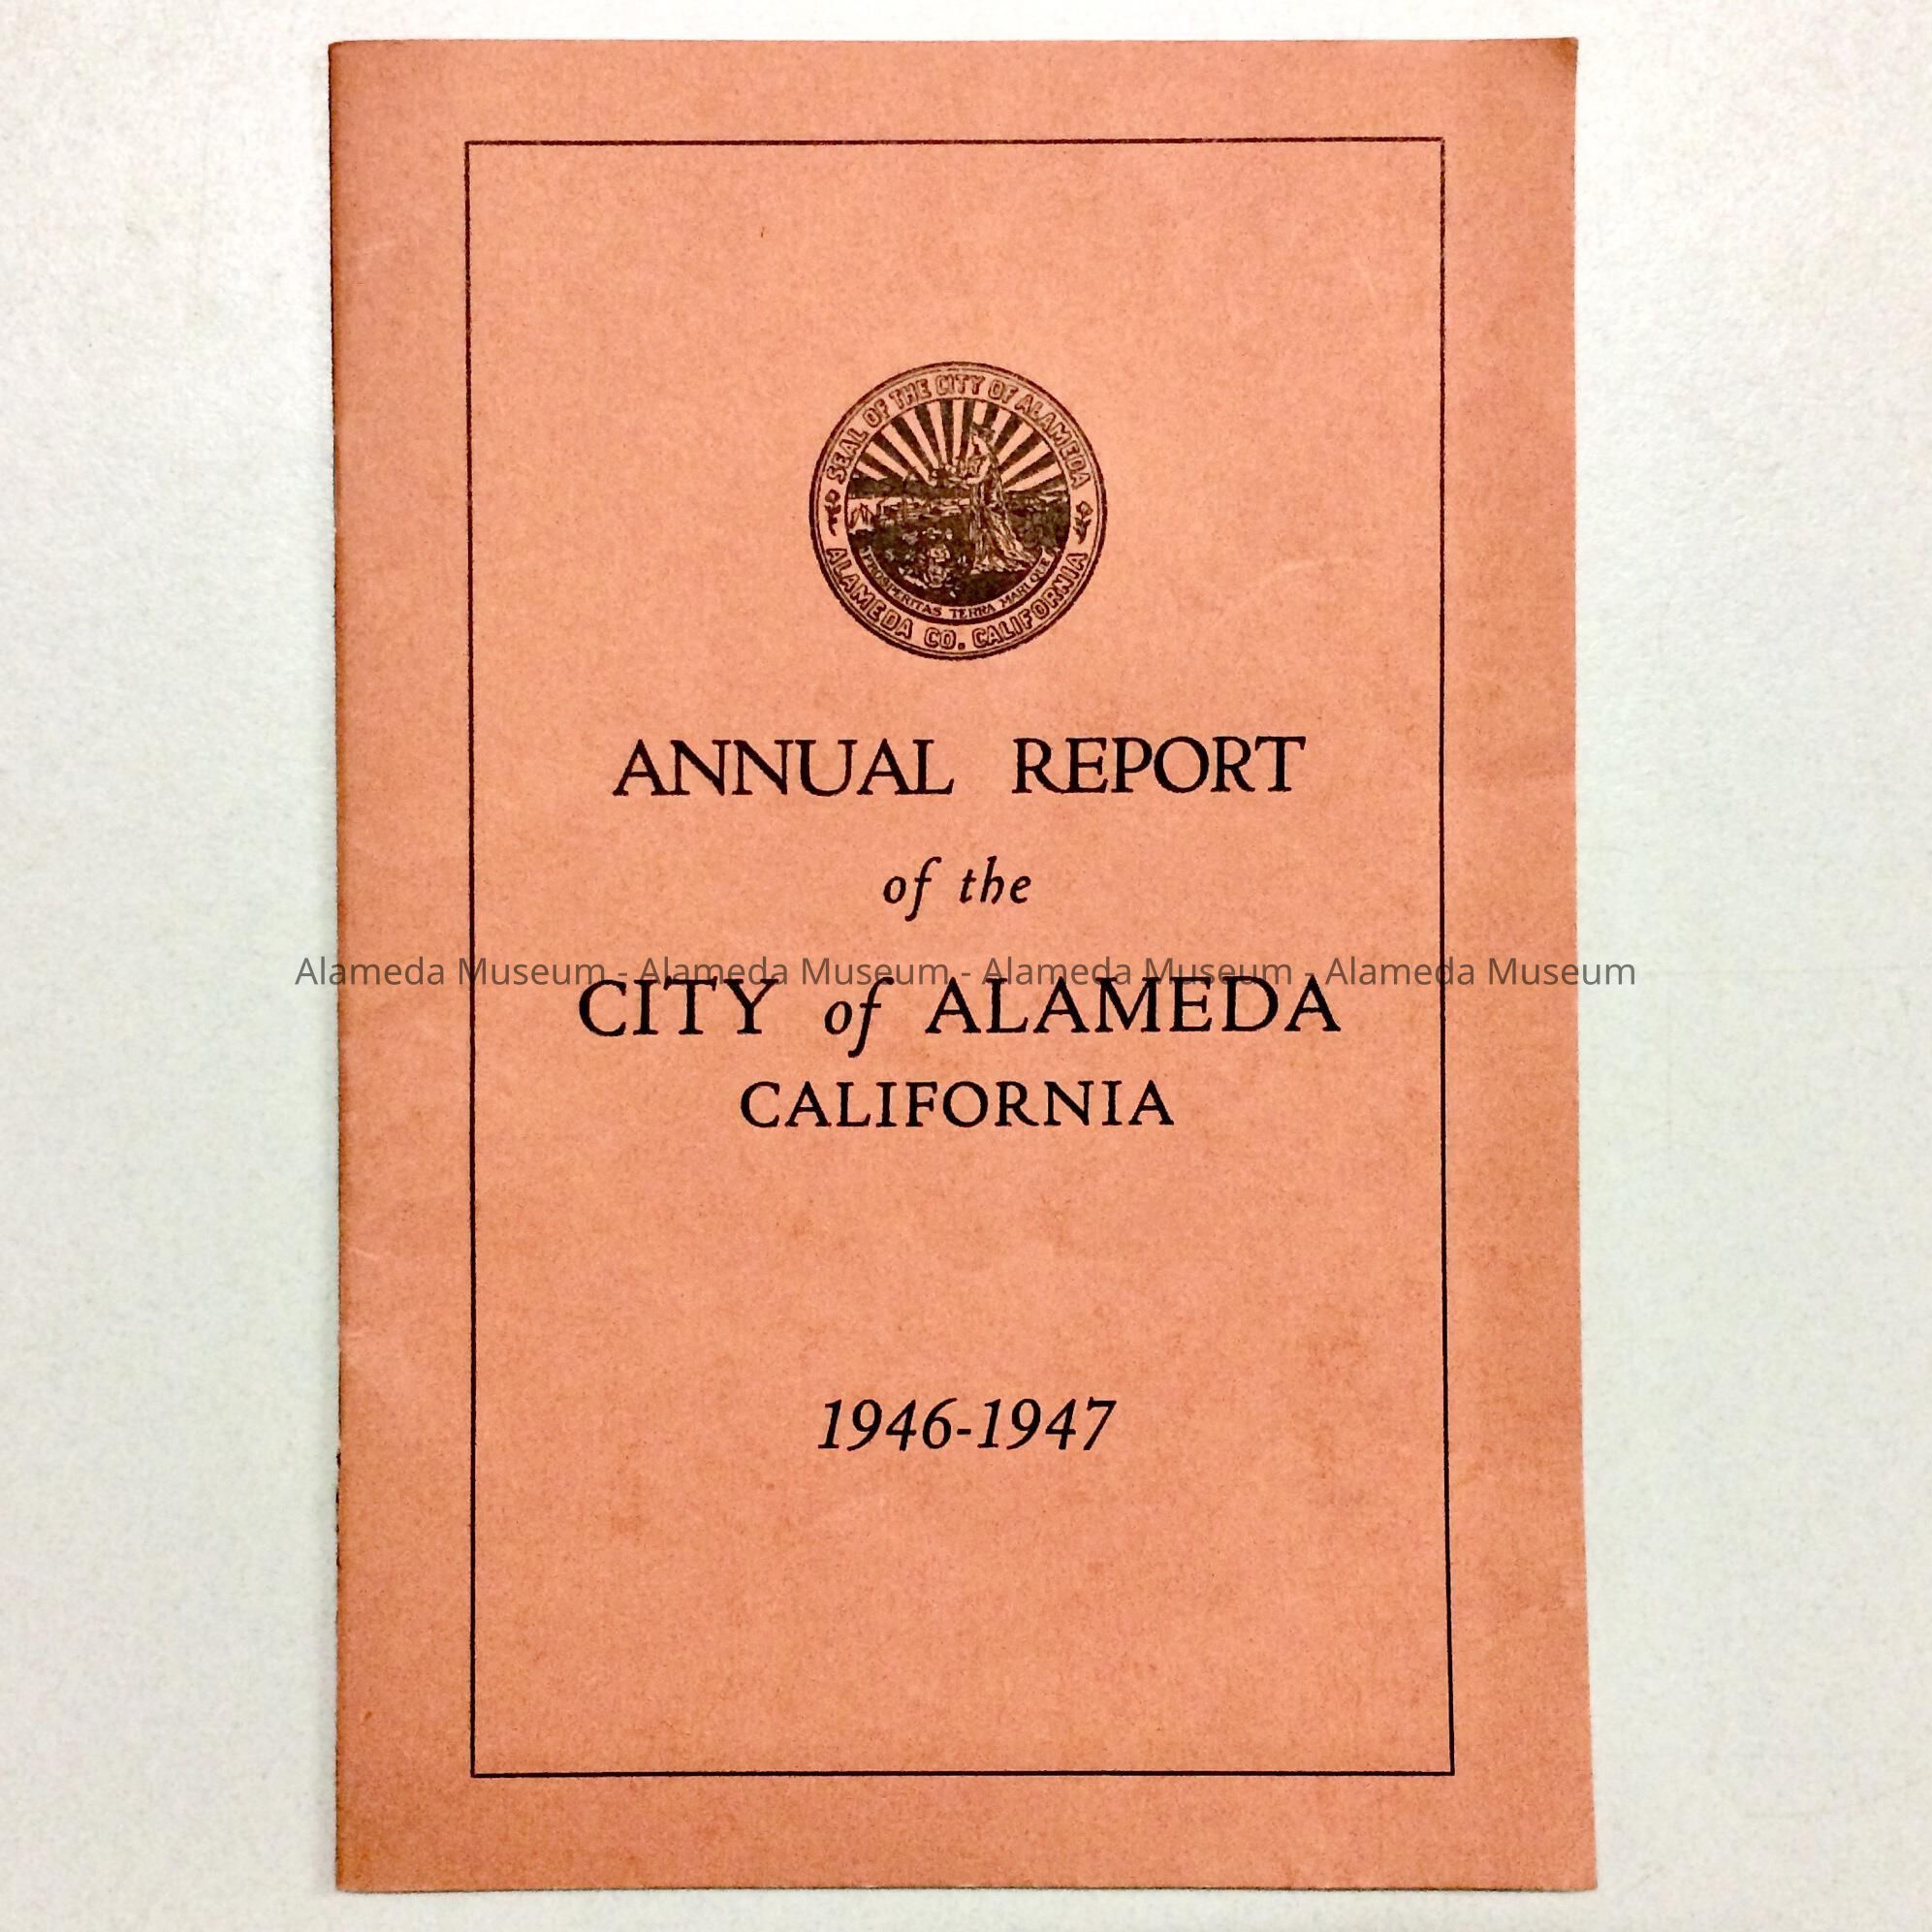 SEAL OF THE CITY OF ALAMEDA
PROSPERITAS TERRA MARI QUE
ALAMEDA CO. CALIFORNIA
ANNUAL REPORT
of the
Alameda Museum - Alameda Museum - Alameda Museum - Alameda Museum
CITY of ALAMEDA
CALIFORNIA
1946-1947